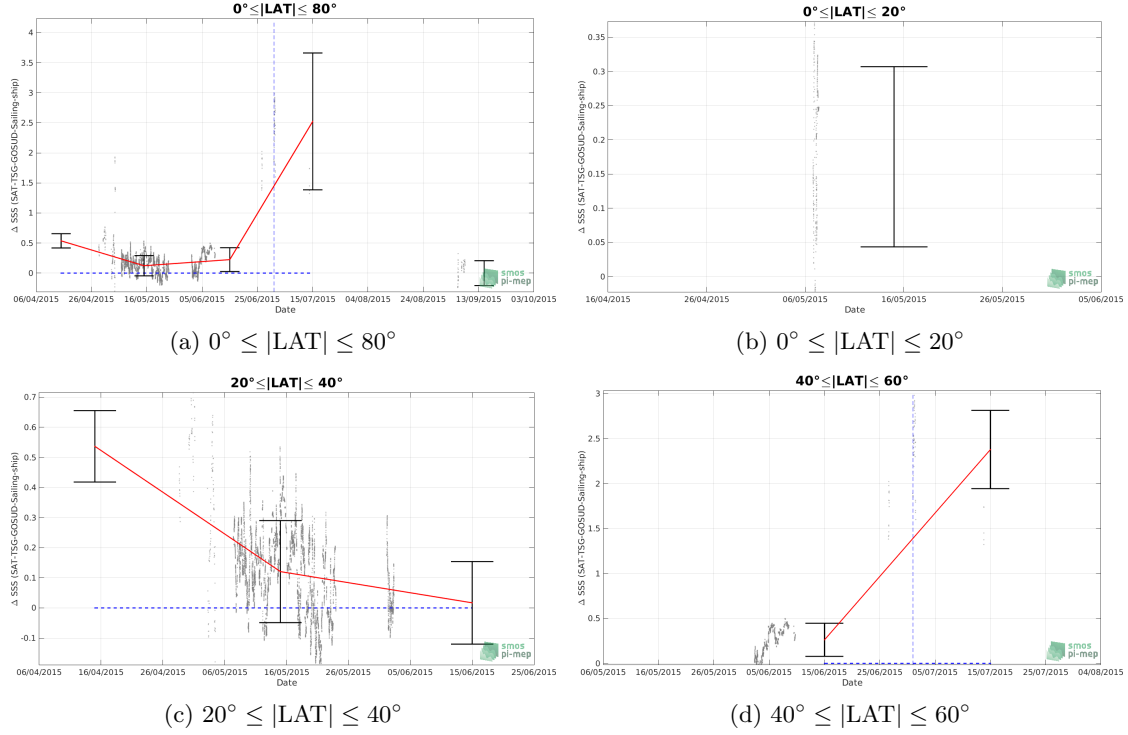 0°≤|LAT|≤ 80°
Δ SSS (SAT-TSG-GOSUD-Sailing-ship)
4
3.5
3
2.5
2
1.5
1
0.5
0
06/04/2015 26/04/2015 16/05/2015 05/06/2015 25/06/2015 15/07/2015 04/08/2015 24/08/2015 13/09/2015 03/10/2015
Date
smos
pi-mep
(a) 0° ≤ |LAT| ≤ 80°
0°≤|LAT|≤ 20°
Δ SSS (SAT-TSG-GOSUD-Sailing-ship)
0.35
0.3
0.25
0.2
0.15
0.1
0.05
0
16/04/2015 26/04/2015 06/05/2015 16/05/2015 26/05/2015 05/06/2015
Date
smos
pi-mep
(b) 0° ≤ |LAT| ≤ 20°
20°≤|LAT|≤ 40°
Δ SSS (SAT-TSG-GOSUD-Sailing-ship)
0.7
0.6
0.5
0.4
0.3
0.2
0.1
0
-0.1
06/04/2015 16/04/2015 26/04/2015 06/05/2015 16/05/2015 26/05/2015 05/06/2015 15/06/2015 25/06/2015
Date
smos
pi-mep
(c) 20° ≤ |LAT| ≤ 40°
40°≤|LAT|≤ 60°
Δ SSS (SAT-TSG-GOSUD-Sailing-ship)
3
2.5
2
1.5
1
0.5
0
06/05/2015 16/05/2015 26/05/2015 05/06/2015 15/06/2015 25/06/2015 05/07/2015 15/07/2015 25/07/2015 04/08/2015
Date
smos
pi-mep
(d) 40° ≤ |LAT| ≤ 60°